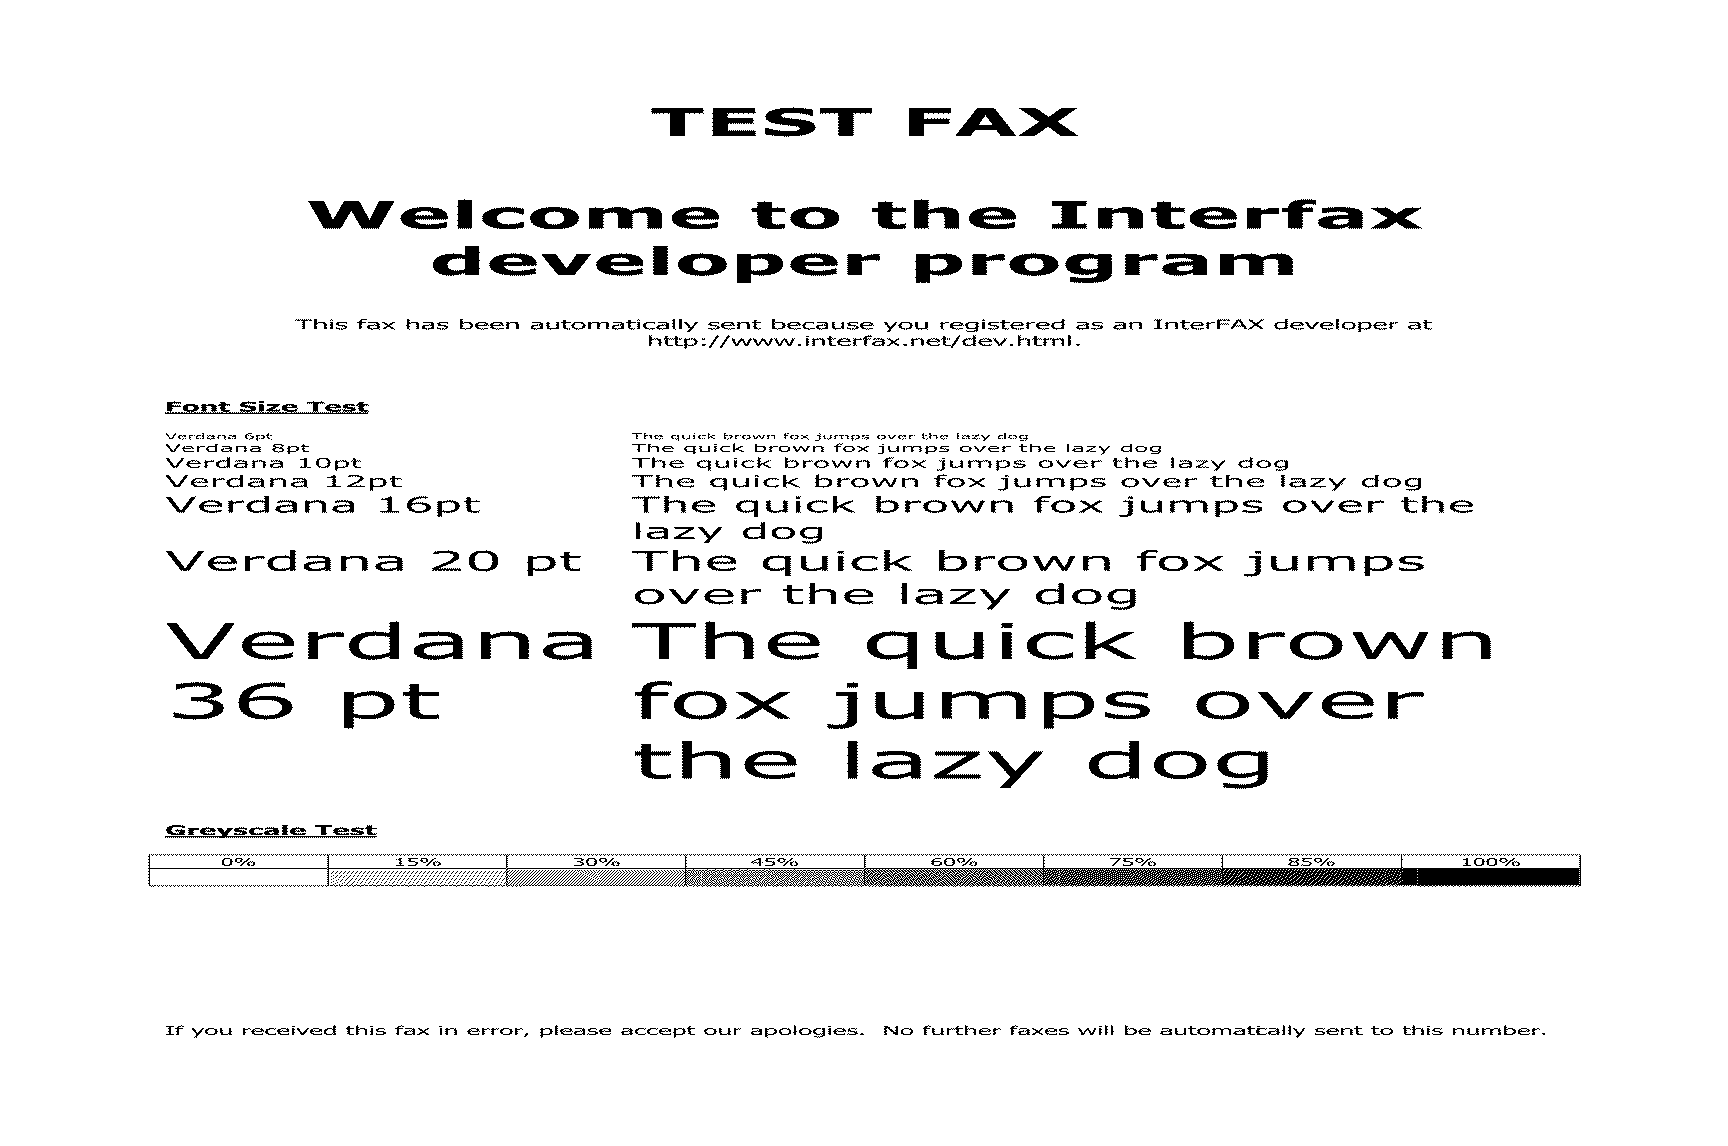 TEST FAX
Welcome to the Interfax
developer program
This fax has been automatically sent because you registered as an InterFAX developer at
http://www.interfax.net/dev.html.
Font Size Test
Verdana 6pt The quick brown fox jumps over the lazy dog
Verdana 8pt The quick brown fox jumps over the lazy dog
Verdana 10pt The quick brown fox jumps over the lazy dog
Verdana 12pt The quick brown fox jumps over the lazy dog
Verdana 16pt The quick brown fox jumps over the
lazy dog
Verdana 20 pt The quick brown fox jumps
over the lazy dog
Verdana The quick brown
36 pt fox jumps over
the lazy dog
Greyscale Test
0% 15% 30% 45% 60% 75% 85% 100%
If you received this fax in error, please accept our apologies.  No further faxes will be automatically sent to this number.